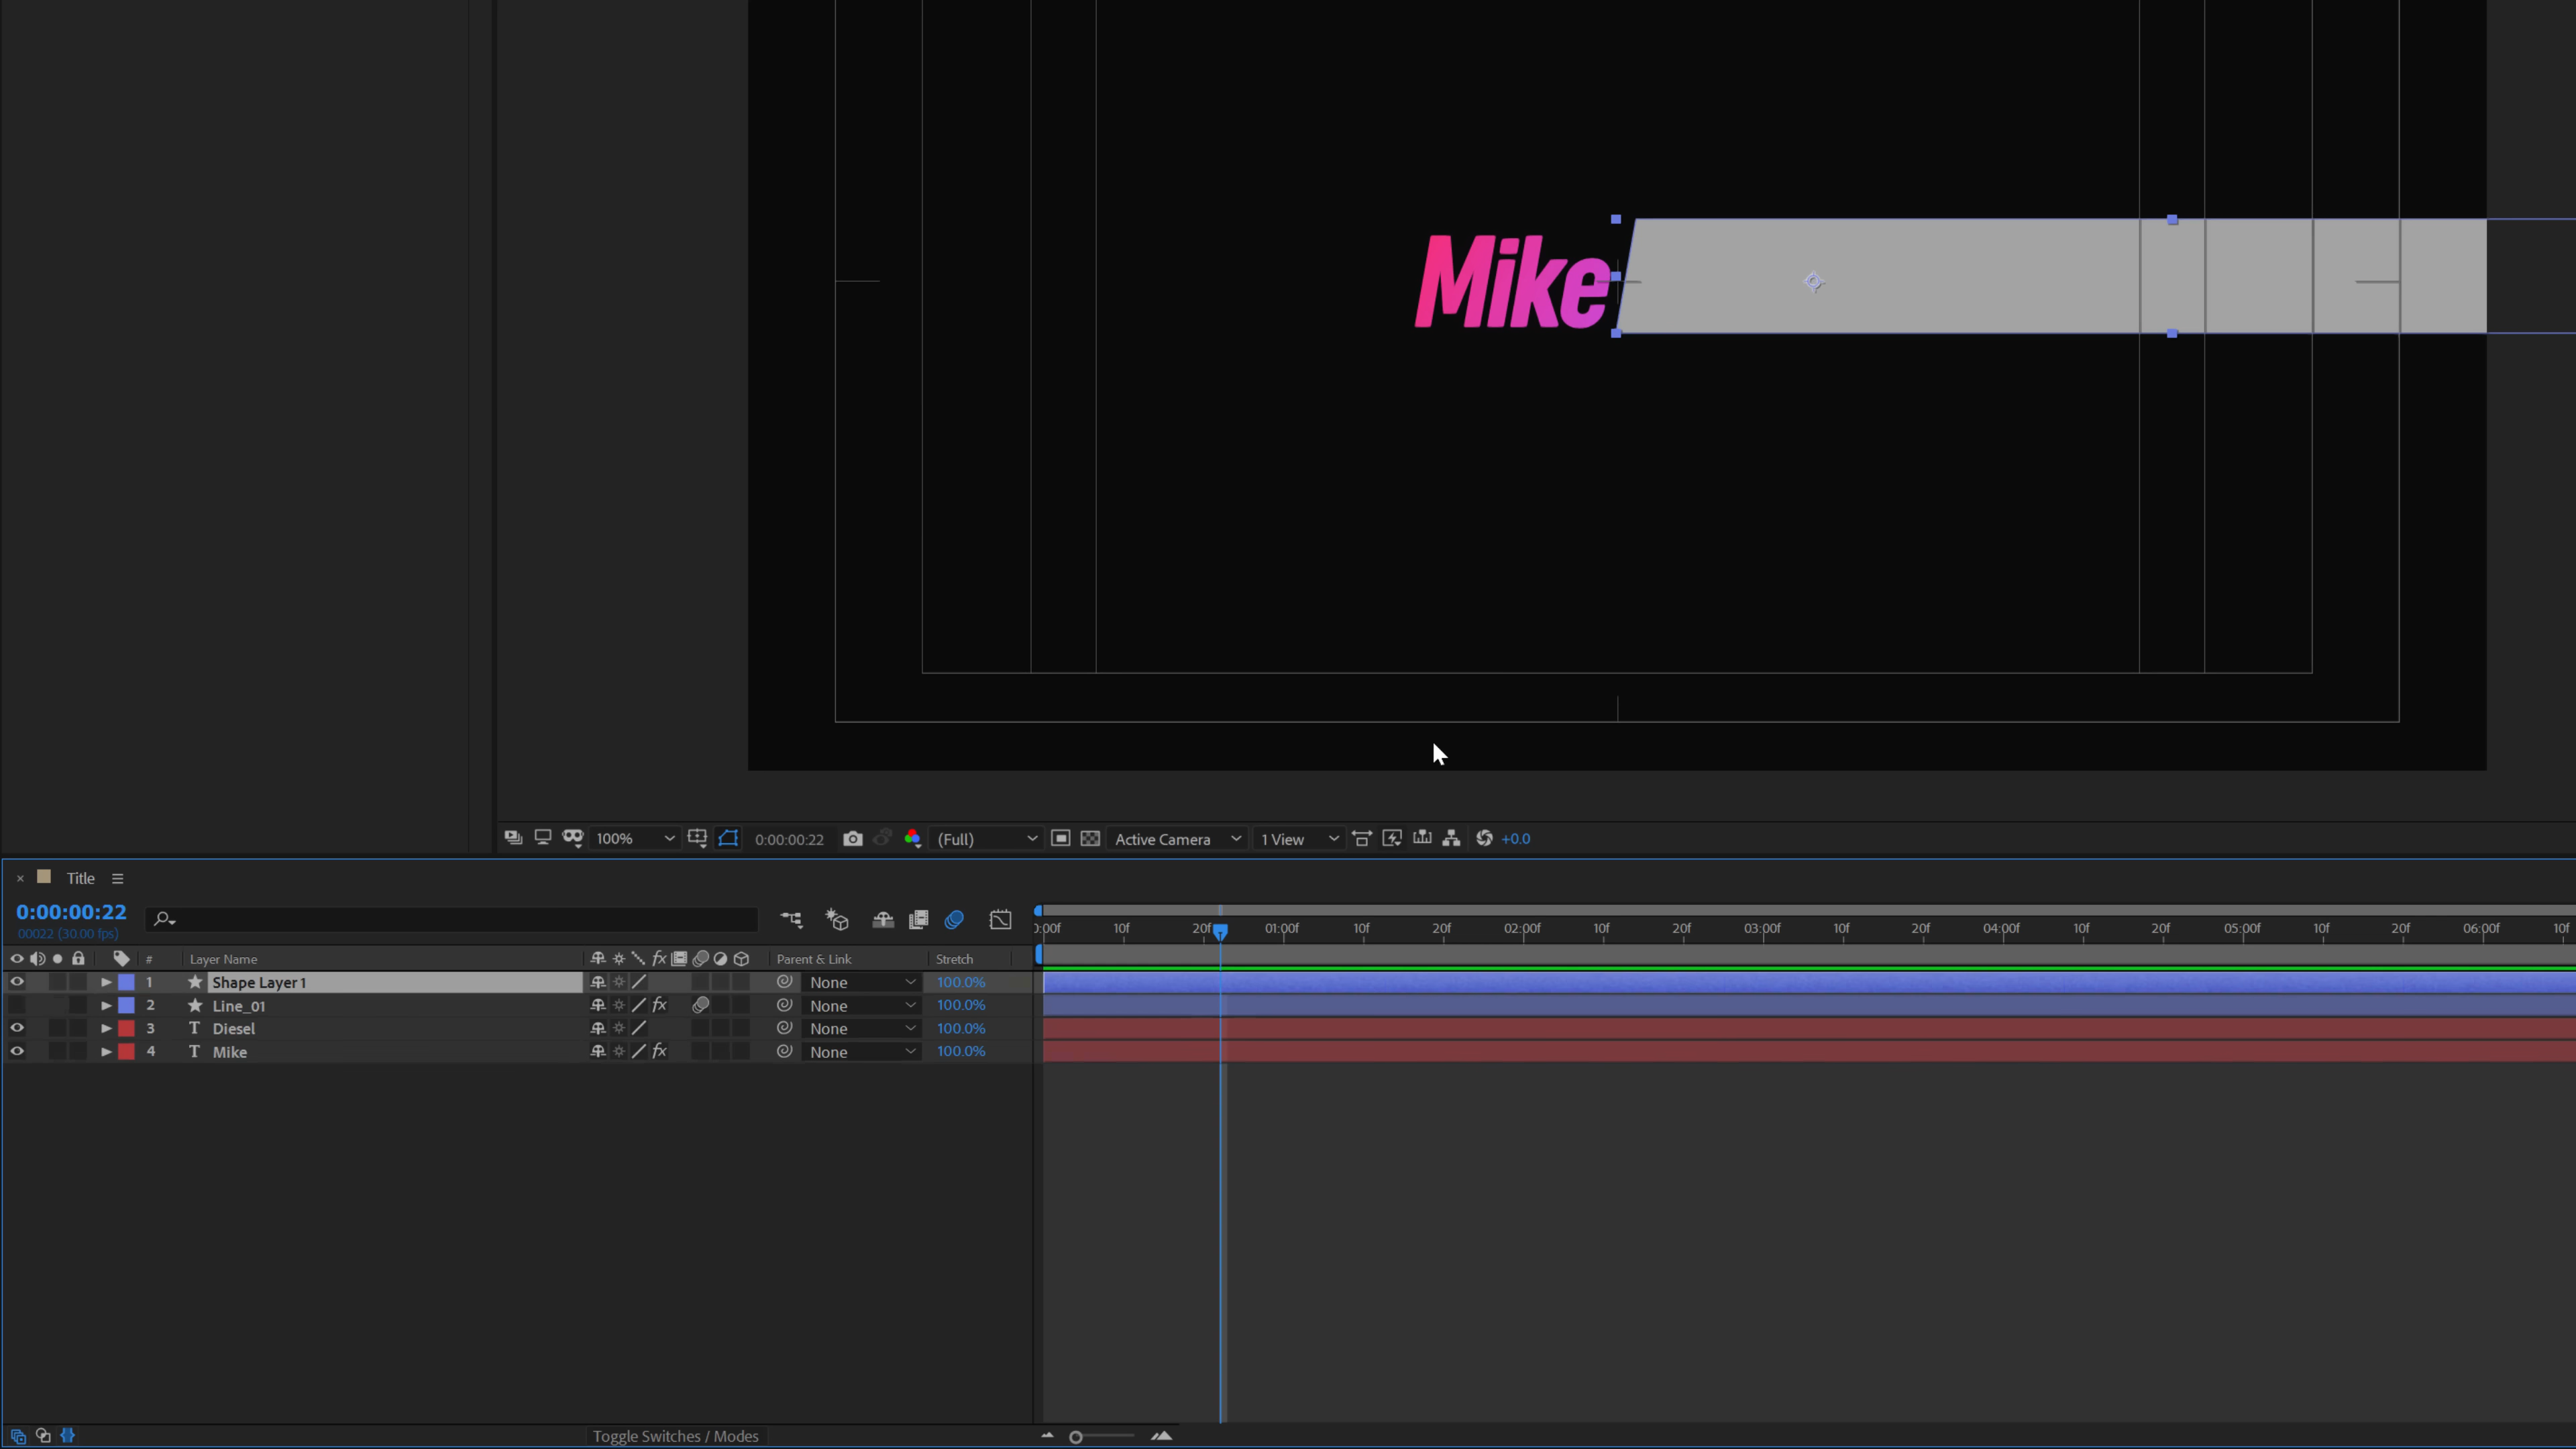 Mike
100%
0:00:00:22
(Full)
Active Camera
1 View
+0.0
× Title
0:00:00:22
00022 (30.00 fps)
0:00f 10f 20f 01:00f 10f 20f 02:00f 10f 20f 03:00f 10f 20f 04:00f 10f 20f 05:00f 10f 20f 06:00f 10f
# Layer Name fx Parent & Link Stretch
1 Shape Layer 1 None 100.0%
2 Line_01 fx None 100.0%
3 T Diesel None 100.0%
4 T Mike fx None 100.0%
Toggle Switches / Modes